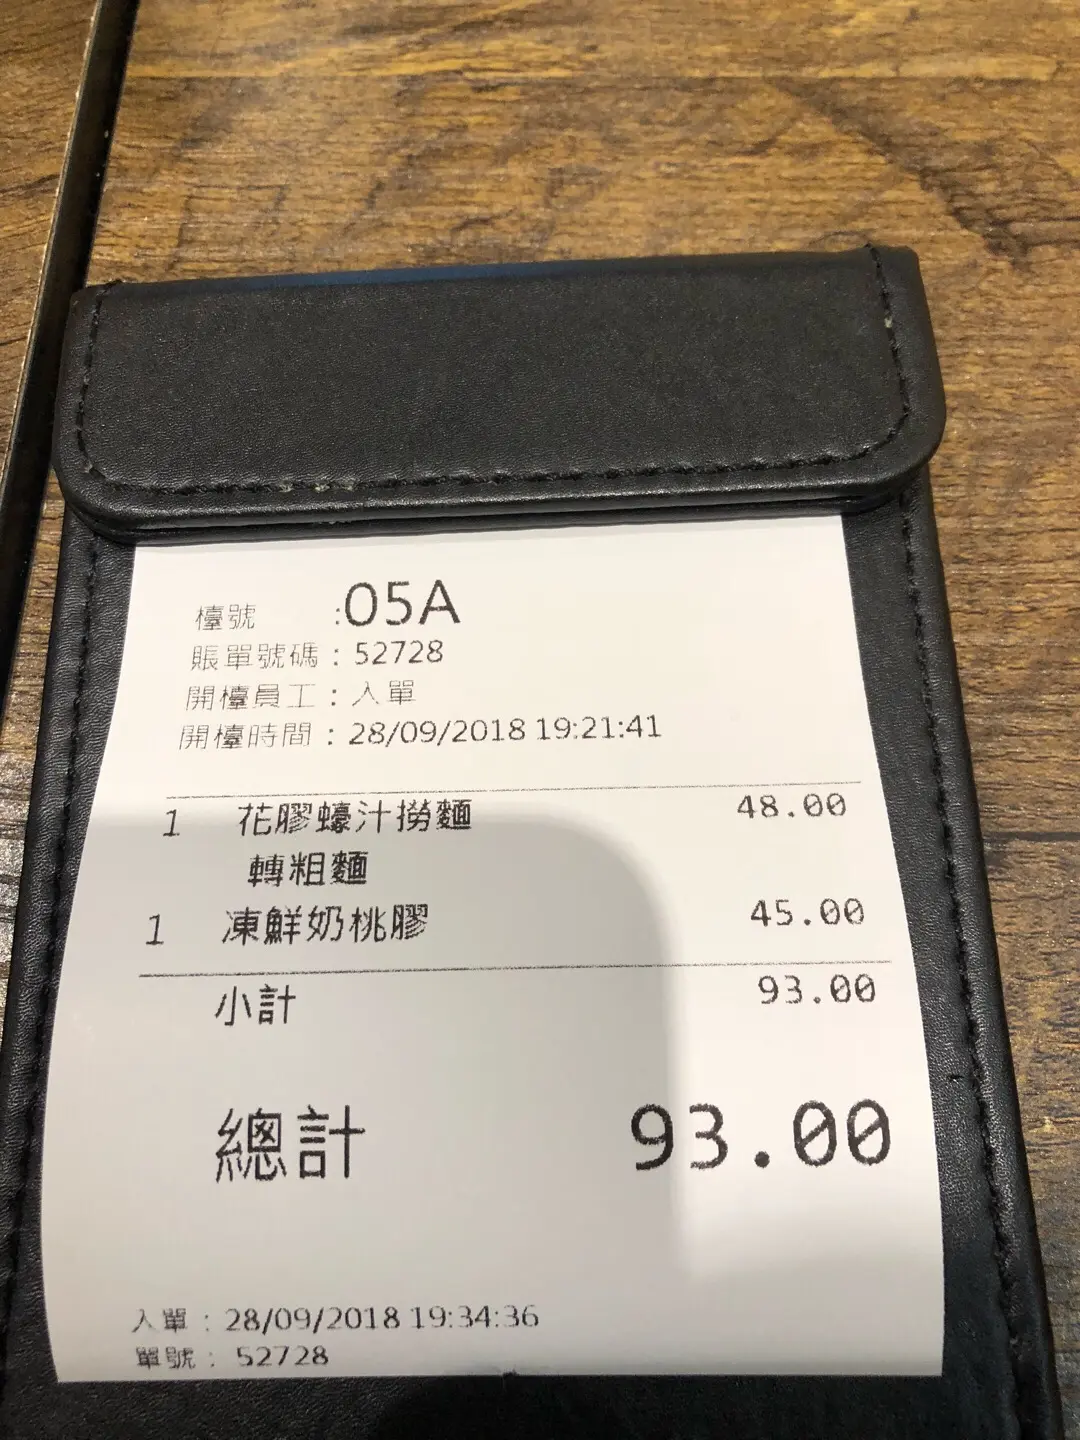 檯號 :05A
賬單號碼：52728
開檯員工：入單
開檯時間：28/09/2018 19:21:41
1 花膠蠔汁撈麵 48.00
轉粗麵
1 凍鮮奶桃膠 45.00
小計 93.00
總計 93.00
入單：28/09/2018 19:34:36
單號：52728